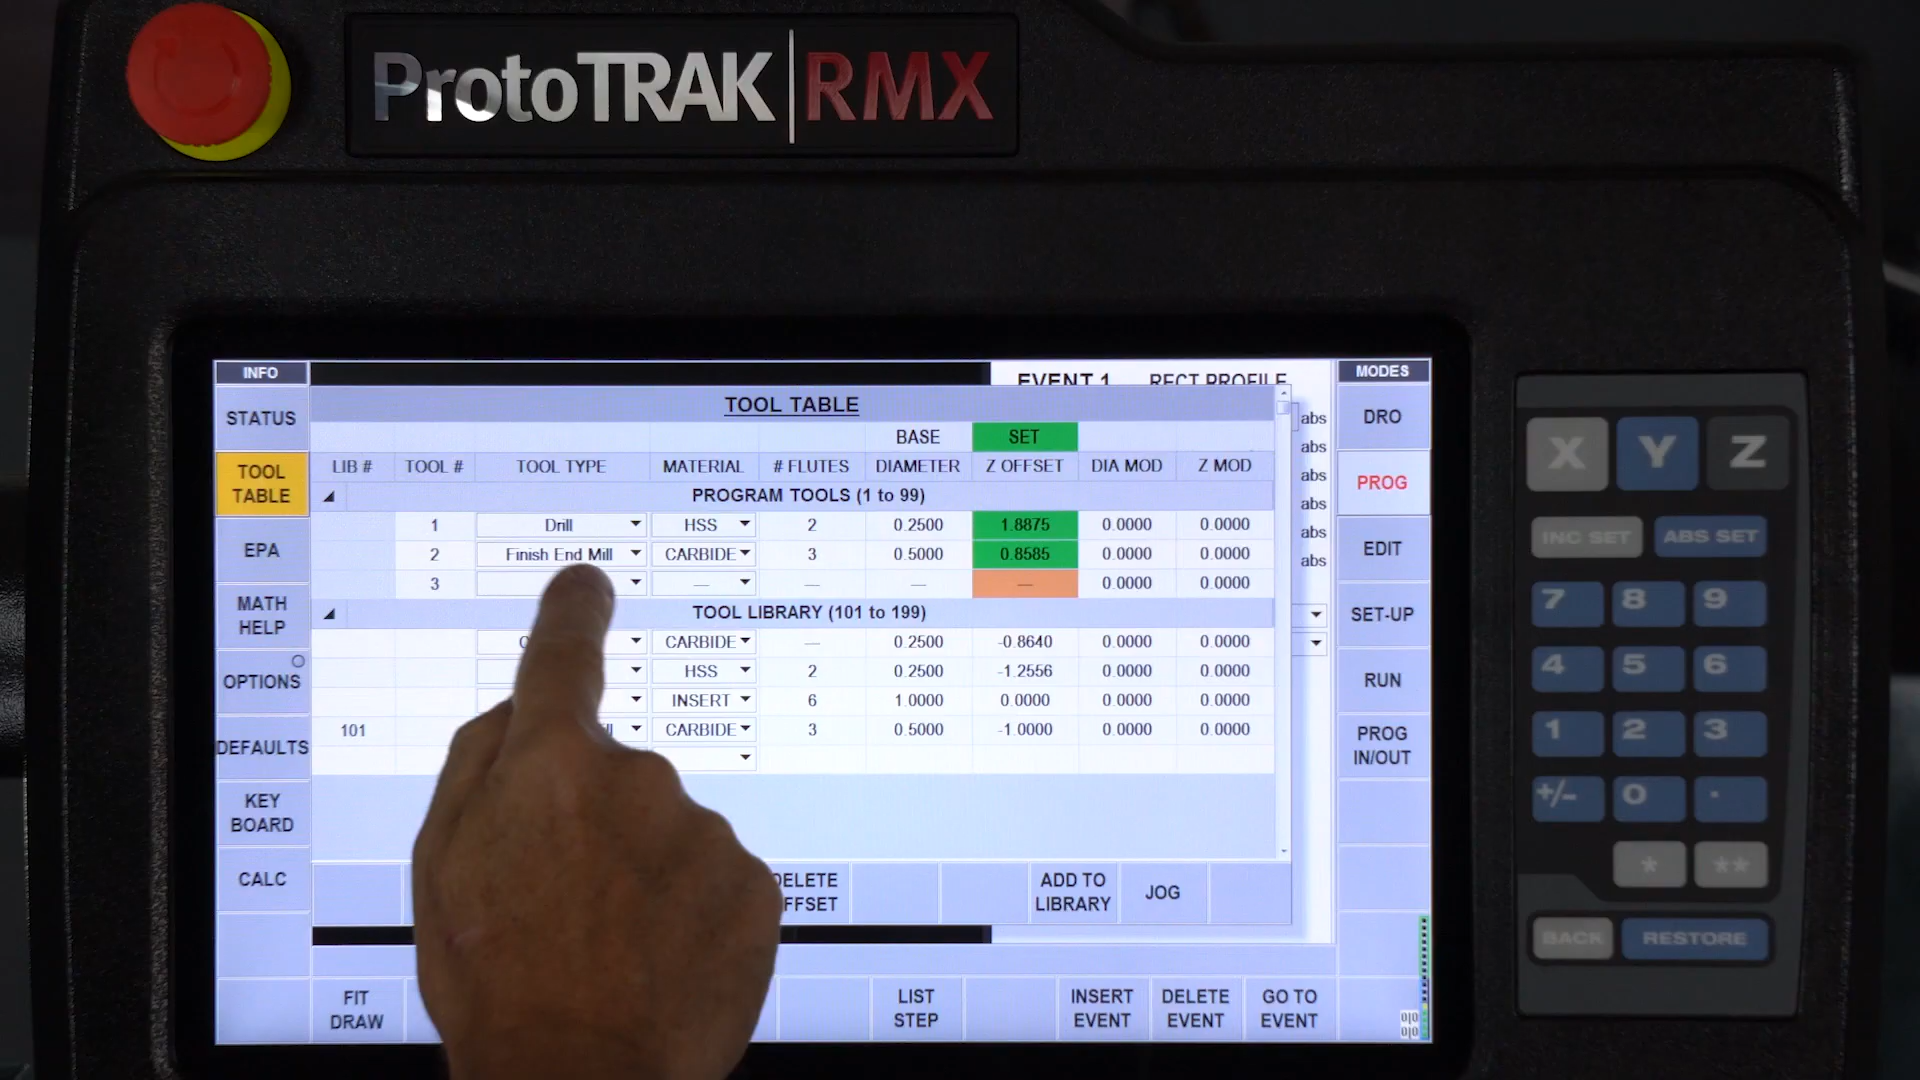 ProtoTRAK RMX
INFO
STATUS
TOOL
TABLE
EPA
MATH
HELP
OPTIONS
DEFAULTS
KEY
BOARD
CALC
EVENT 1 RECT PROFILE
TOOL TABLE
BASE SET
LIB # TOOL # TOOL TYPE MATERIAL # FLUTES DIAMETER Z OFFSET DIA MOD Z MOD
PROGRAM TOOLS (1 to 99)
1 Drill HSS 2 0.2500 1.8875 0.0000 0.0000
2 Finish End Mill CARBIDE 3 0.5000 0.8585 0.0000 0.0000
3 — — — — 0.0000 0.0000
TOOL LIBRARY (101 to 199)
CARBIDE — 0.2500 -0.8640 0.0000 0.0000
HSS 2 0.2500 -1.2556 0.0000 0.0000
INSERT 6 1.0000 0.0000 0.0000 0.0000
101 CARBIDE 3 0.5000 -1.0000 0.0000 0.0000
abs
abs
abs
abs
abs
abs
DELETE
OFFSET
ADD TO
LIBRARY
JOG
FIT
DRAW
LIST
STEP
INSERT
EVENT
DELETE
EVENT
GO TO
EVENT
MODES
DRO
PROG
EDIT
SET-UP
RUN
PROG
IN/OUT
X Y Z
INC SET ABS SET
7 8 9
4 5 6
1 2 3
+/- 0 .
* **
BACK RESTORE